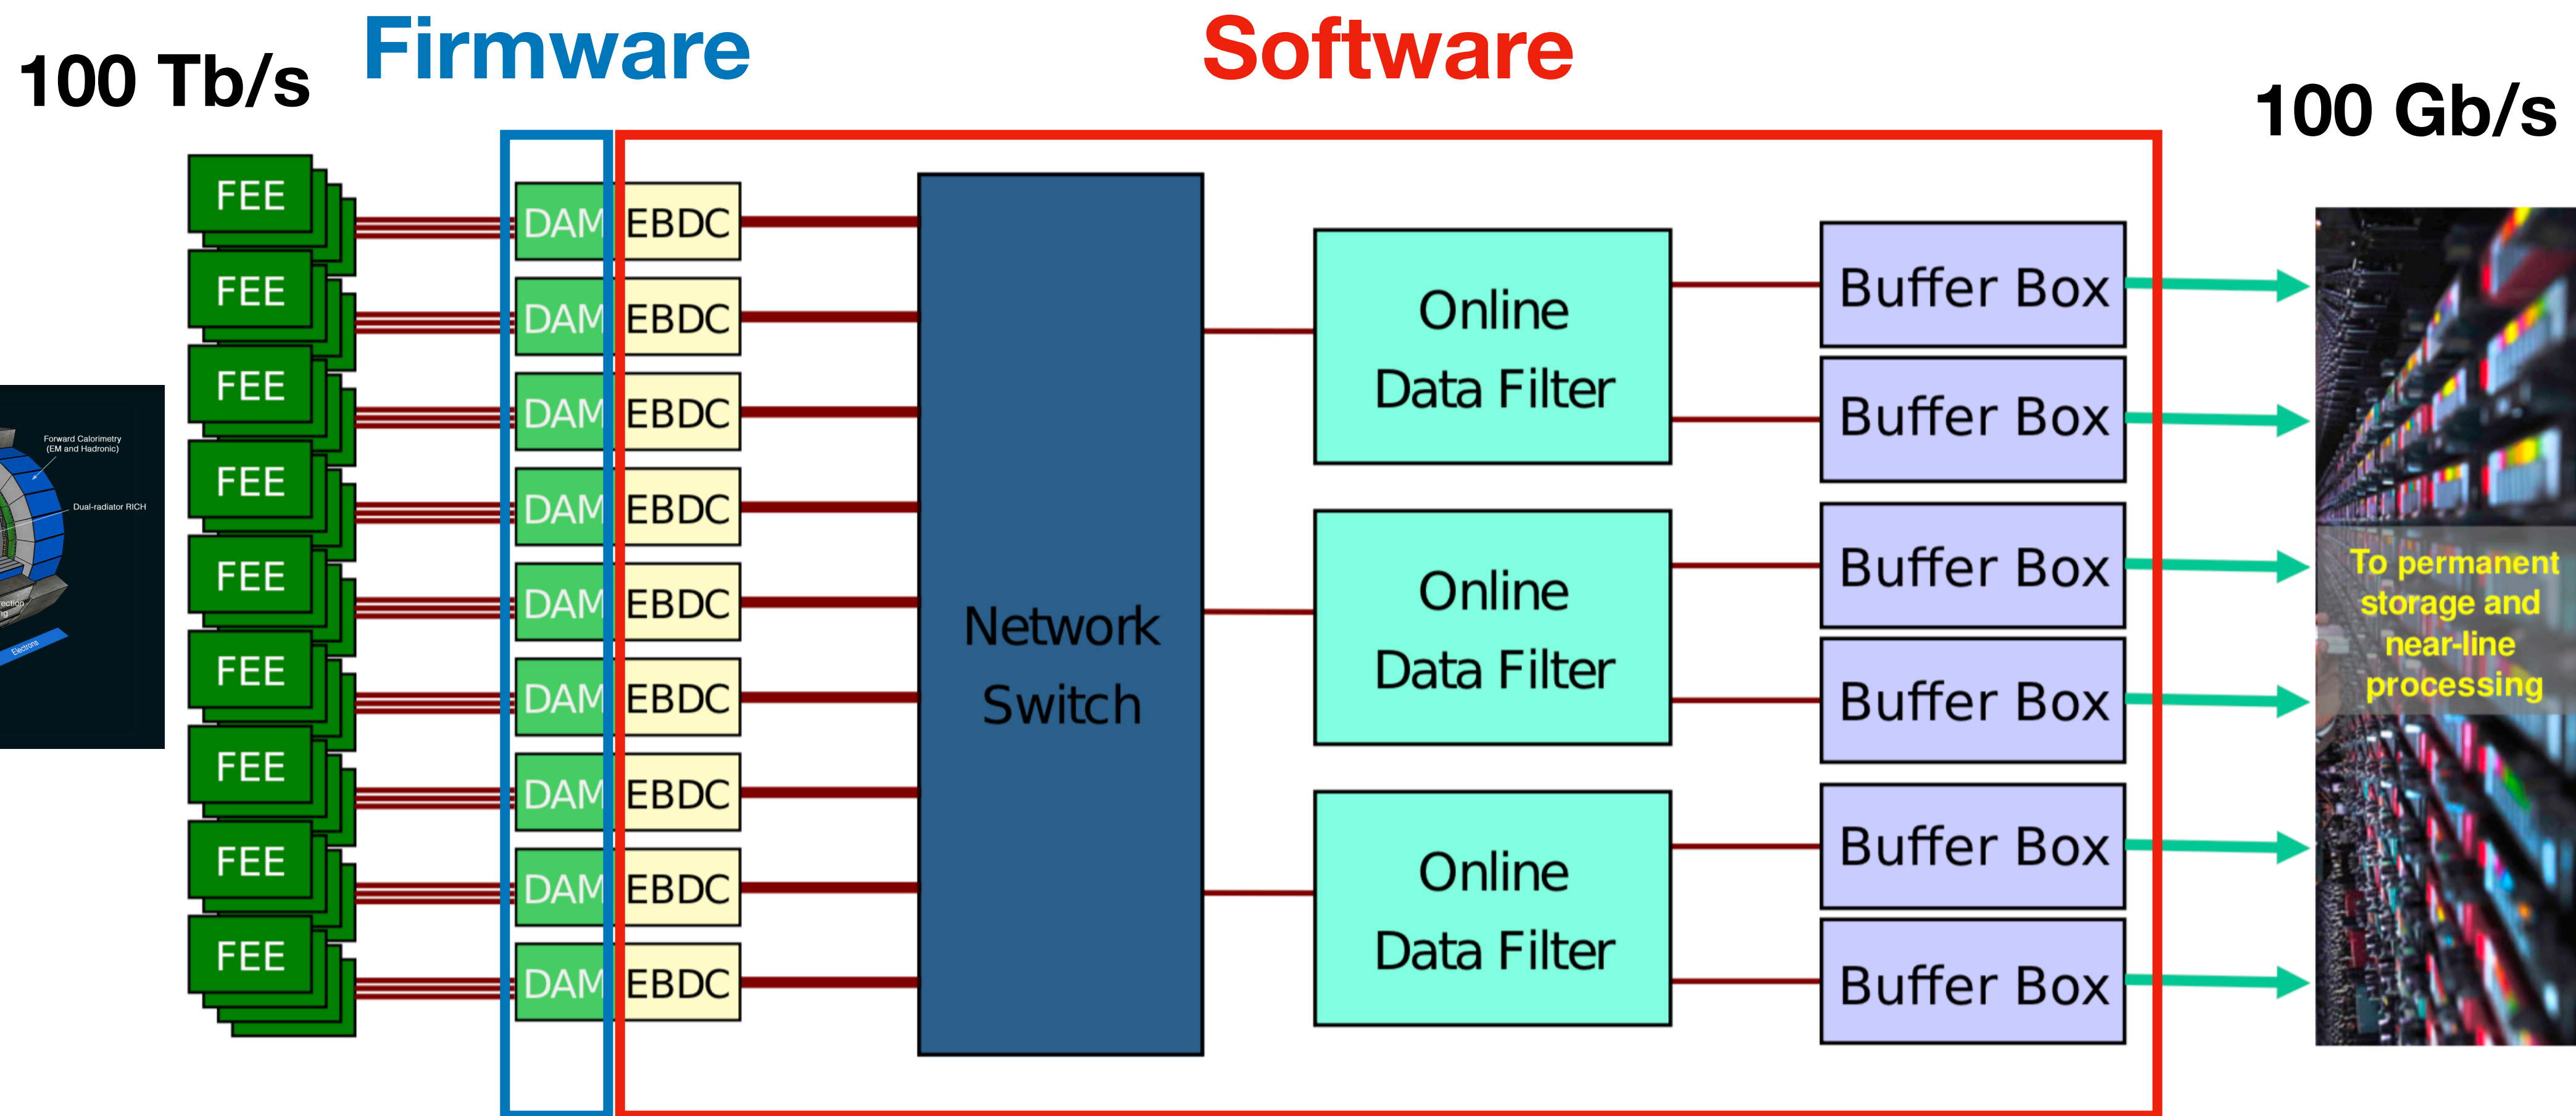 Firmware
Software
100 Tb/s
100 Gb/s
FEE
FEE
FEE
FEE
FEE
FEE
FEE
FEE
FEE
DAM
EBDC
DAM
EBDC
DAM
EBDC
DAM
EBDC
DAM
EBDC
DAM
EBDC
DAM
EBDC
DAM
EBDC
DAM
EBDC
Network
Switch
Online
Data Filter
Online
Data Filter
Online
Data Filter
Buffer Box
Buffer Box
Buffer Box
Buffer Box
Buffer Box
Buffer Box
To permanent
storage and
near-line
processing
Forward Calorimetry
(EM and Hadronic)
Dual-radiator RICH
Electrons